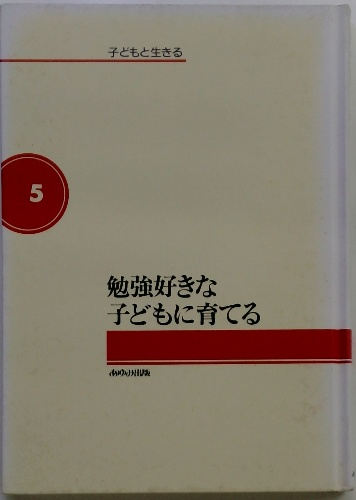 子どもと生きる
5
勉強好きな
子どもに育てる
あゆみ出版